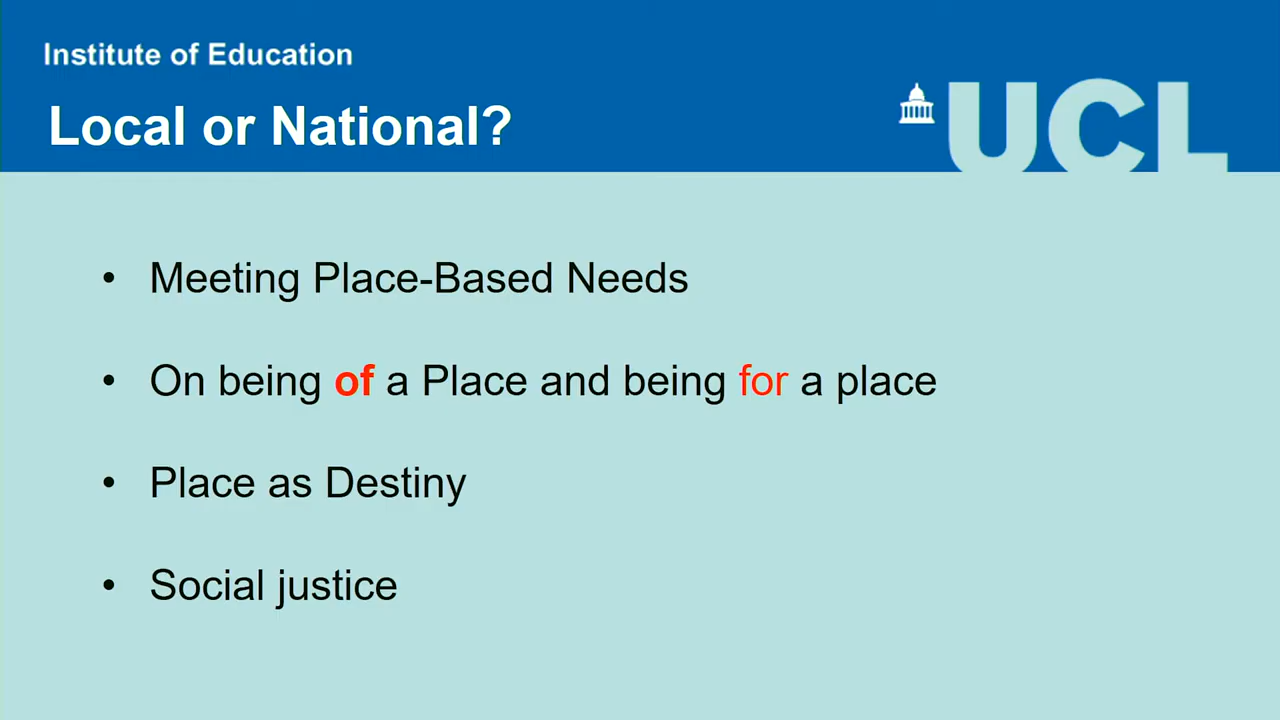 Institute of Education
Local or National?
UCL
• Meeting Place-Based Needs
• On being of a Place and being for a place
• Place as Destiny
• Social justice